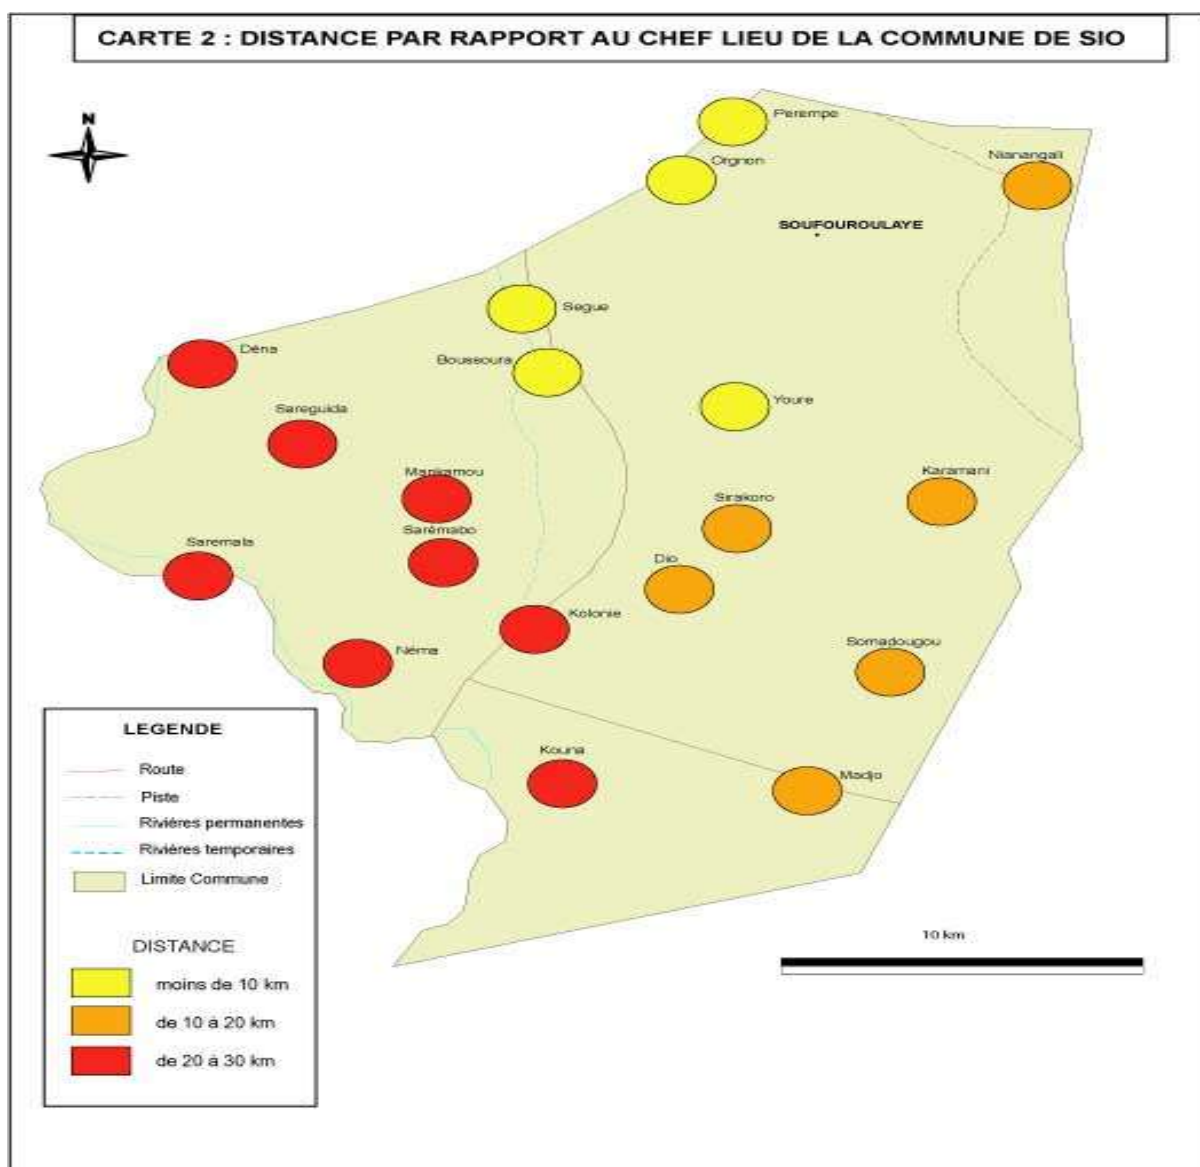 CARTE 2 : DISTANCE PAR RAPPORT AU CHEF LIEU DE LA COMMUNE DE SIO
N
Perempe
Orgnon
Nianangali
SOUFOUROULAYE
Segue
Déna
Boussoura
Youre
Sareguida
Mankamou
Karamani
Sirakoro
Sarémabo
Saremala
Dio
Kolonie
Néma
Somadougou
Kouna
Madjo
LEGENDE
Route
Piste
Rivières permanentes
Rivières temporaires
Limite Commune
DISTANCE
moins de 10 km
de 10 à 20 km
de 20 à 30 km
10 km